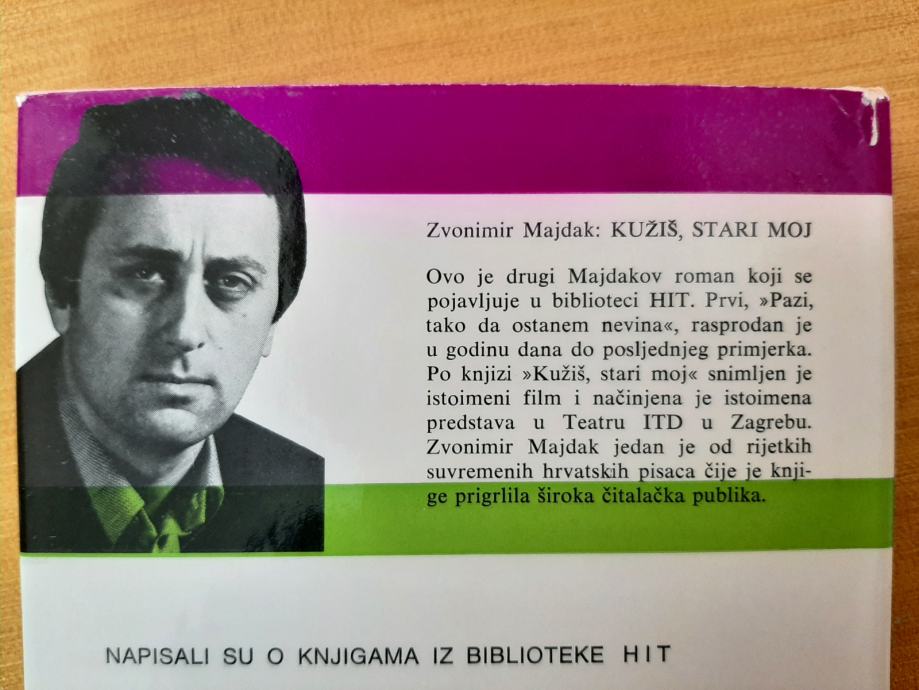 Zvonimir Majdak: KUŽIŠ, STARI MOJ
Ovo je drugi Majdakov roman koji se
pojavljuje u biblioteci HIT. Prvi, »Pazi,
tako da ostanem nevina«, rasprodan je
u godinu dana do posljednjeg primjerka.
Po knjizi »Kužiš, stari moj« snimljen je
istoimeni film i načinjena je istoimena
predstava u Teatru ITD u Zagrebu.
Zvonimir Majdak jedan je od rijetkih
suvremenih hrvatskih pisaca čije je knji-
ge prigrlila široka čitalačka publika.
NAPISALI SU O KNJIGAMA IZ BIBLIOTEKE HIT